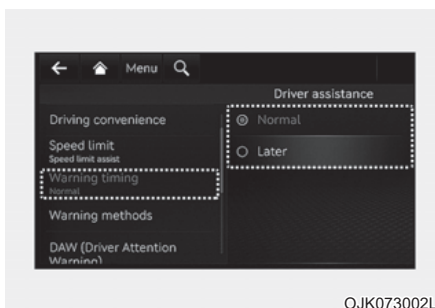 Menu
Driver assistance
Driving convenience
Speed limit
Speed limit assist
Warning timing
Normal
Warning methods
DAW (Driver Attention
Warning)
Normal
Later
OJK073002L